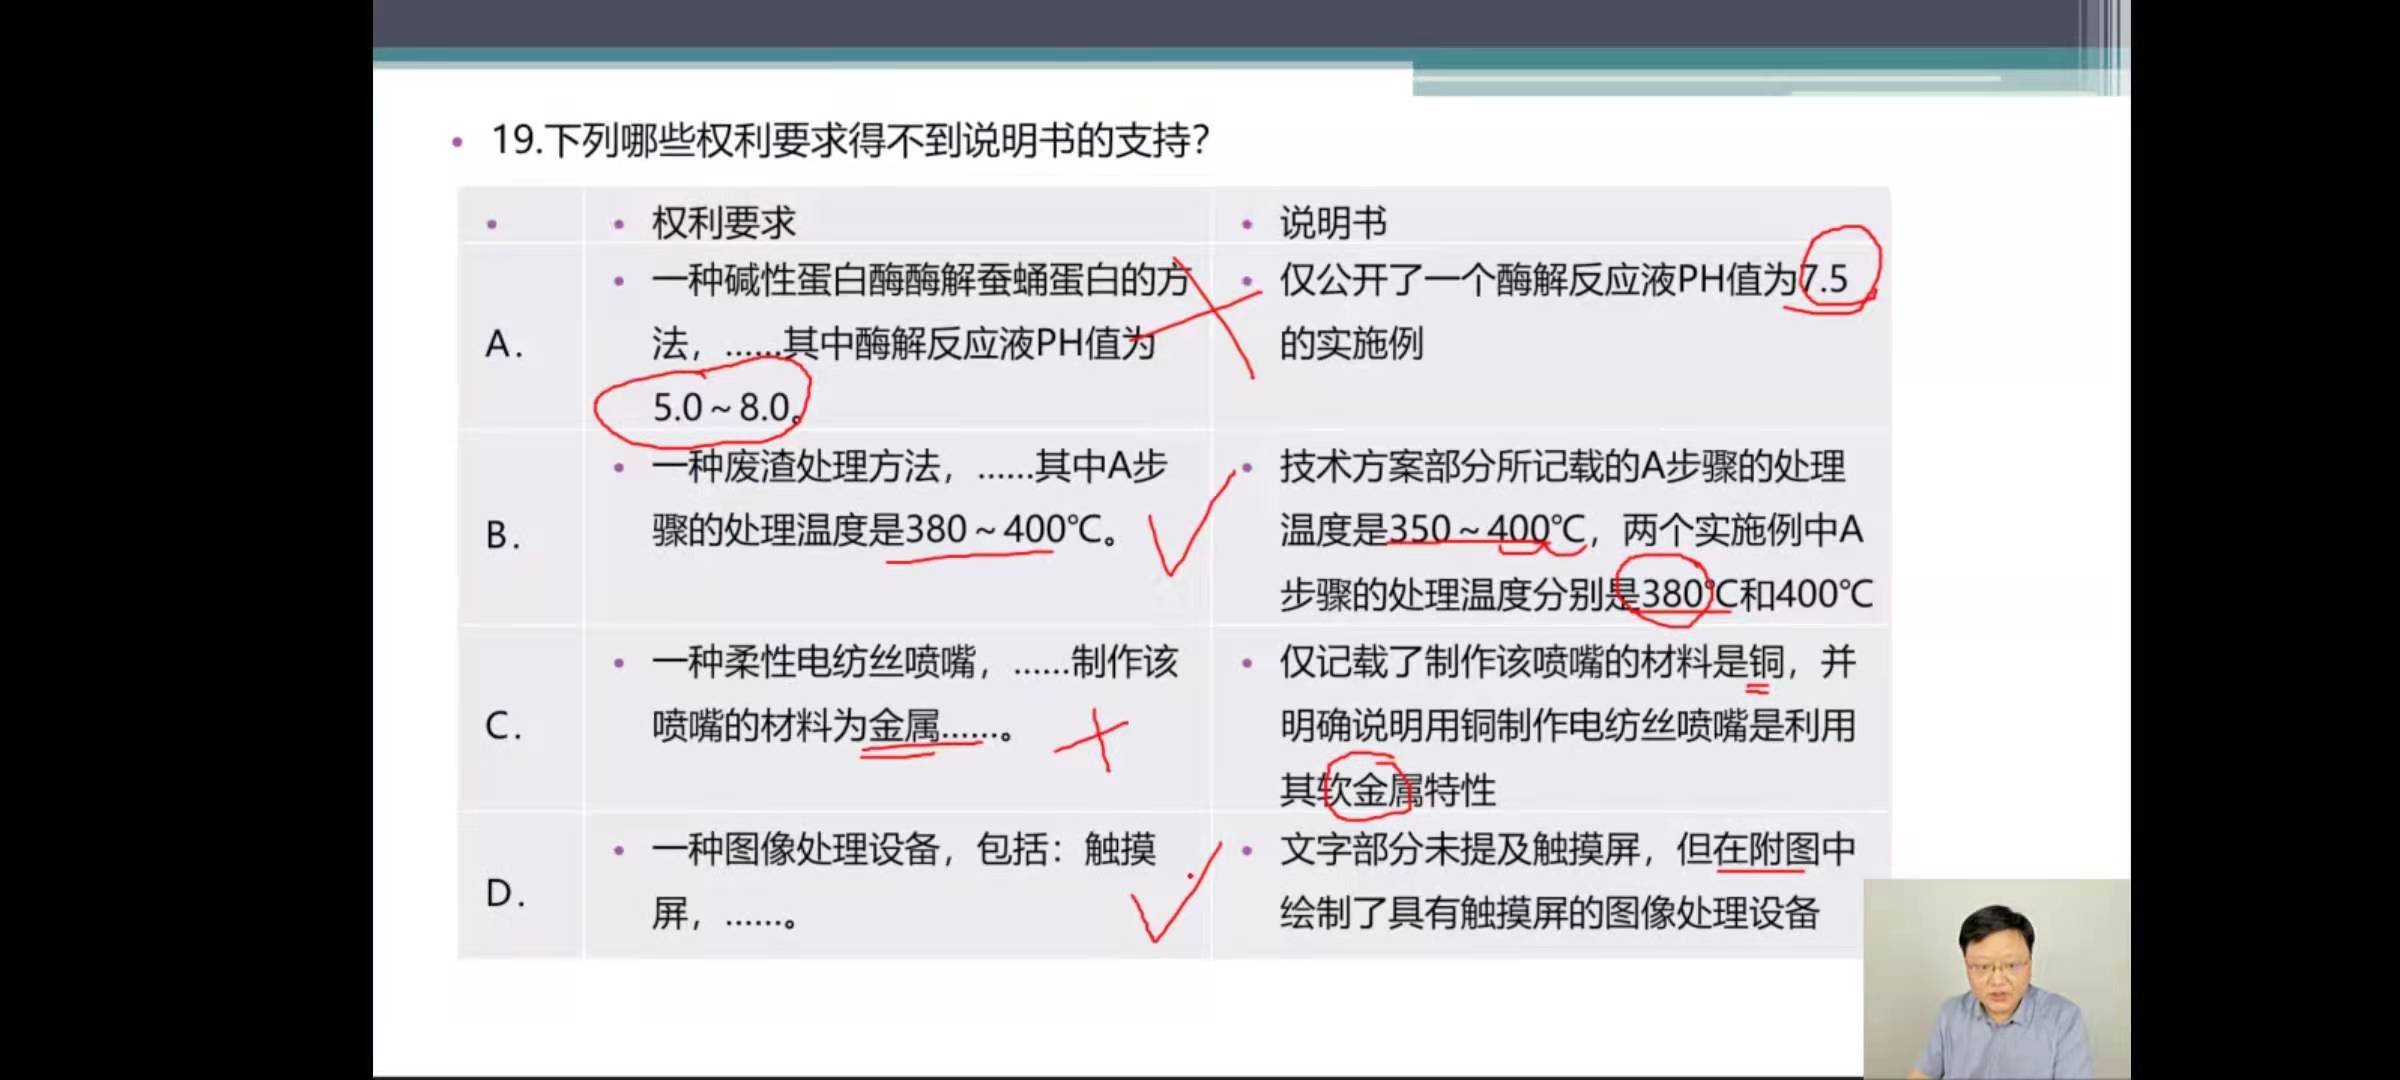 19.下列哪些权利要求得不到说明书的支持？
权利要求
说明书
A.
一种碱性蛋白酶酶解蚕蛹蛋白的方
法，……其中酶解反应液PH值为
5.0～8.0。
仅公开了一个酶解反应液PH值为7.5
的实施例
B.
一种废渣处理方法，……其中A步
骤的处理温度是380～400℃。
技术方案部分所记载的A步骤的处理
温度是350～400℃，两个实施例中A
步骤的处理温度分别是380℃和400℃
C.
一种柔性电纺丝喷嘴，……制作该
喷嘴的材料为金属……。
仅记载了制作该喷嘴的材料是铜，并
明确说明用铜制作电纺丝喷嘴是利用
其软金属特性
D.
一种图像处理设备，包括：触摸
屏，……。
文字部分未提及触摸屏，但在附图中
绘制了具有触摸屏的图像处理设备